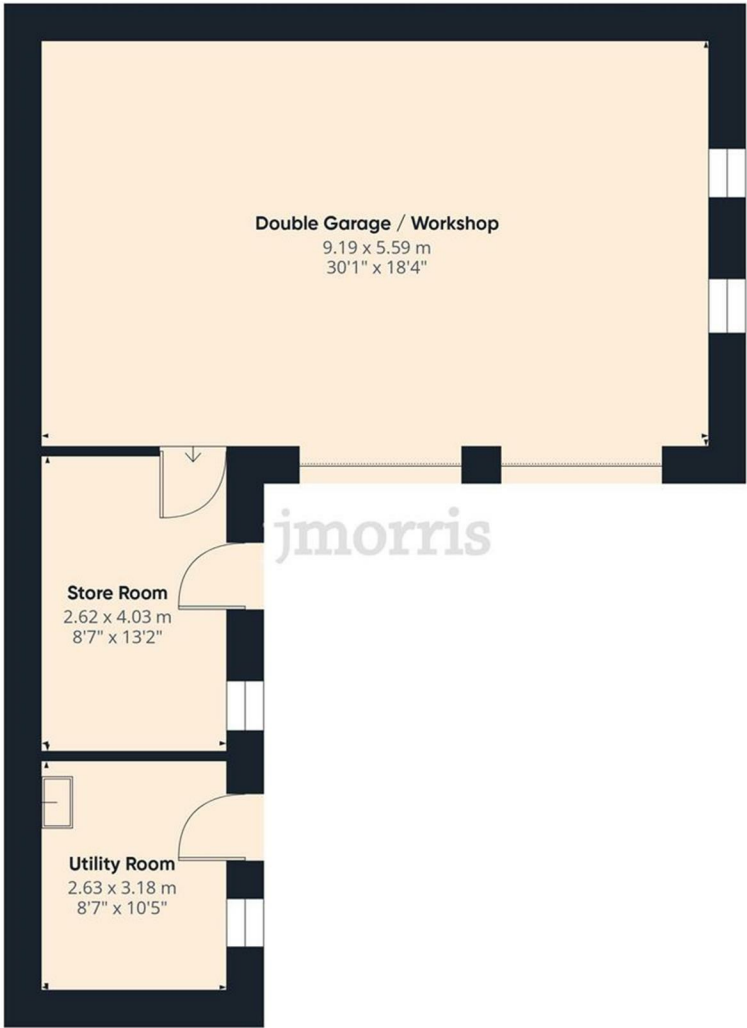 Double Garage / Workshop
9.19 x 5.59 m
30'1" x 18'4"
jmorris
Store Room
2.62 x 4.03 m
8'7" x 13'2"
Utility Room
2.63 x 3.18 m
8'7" x 10'5"